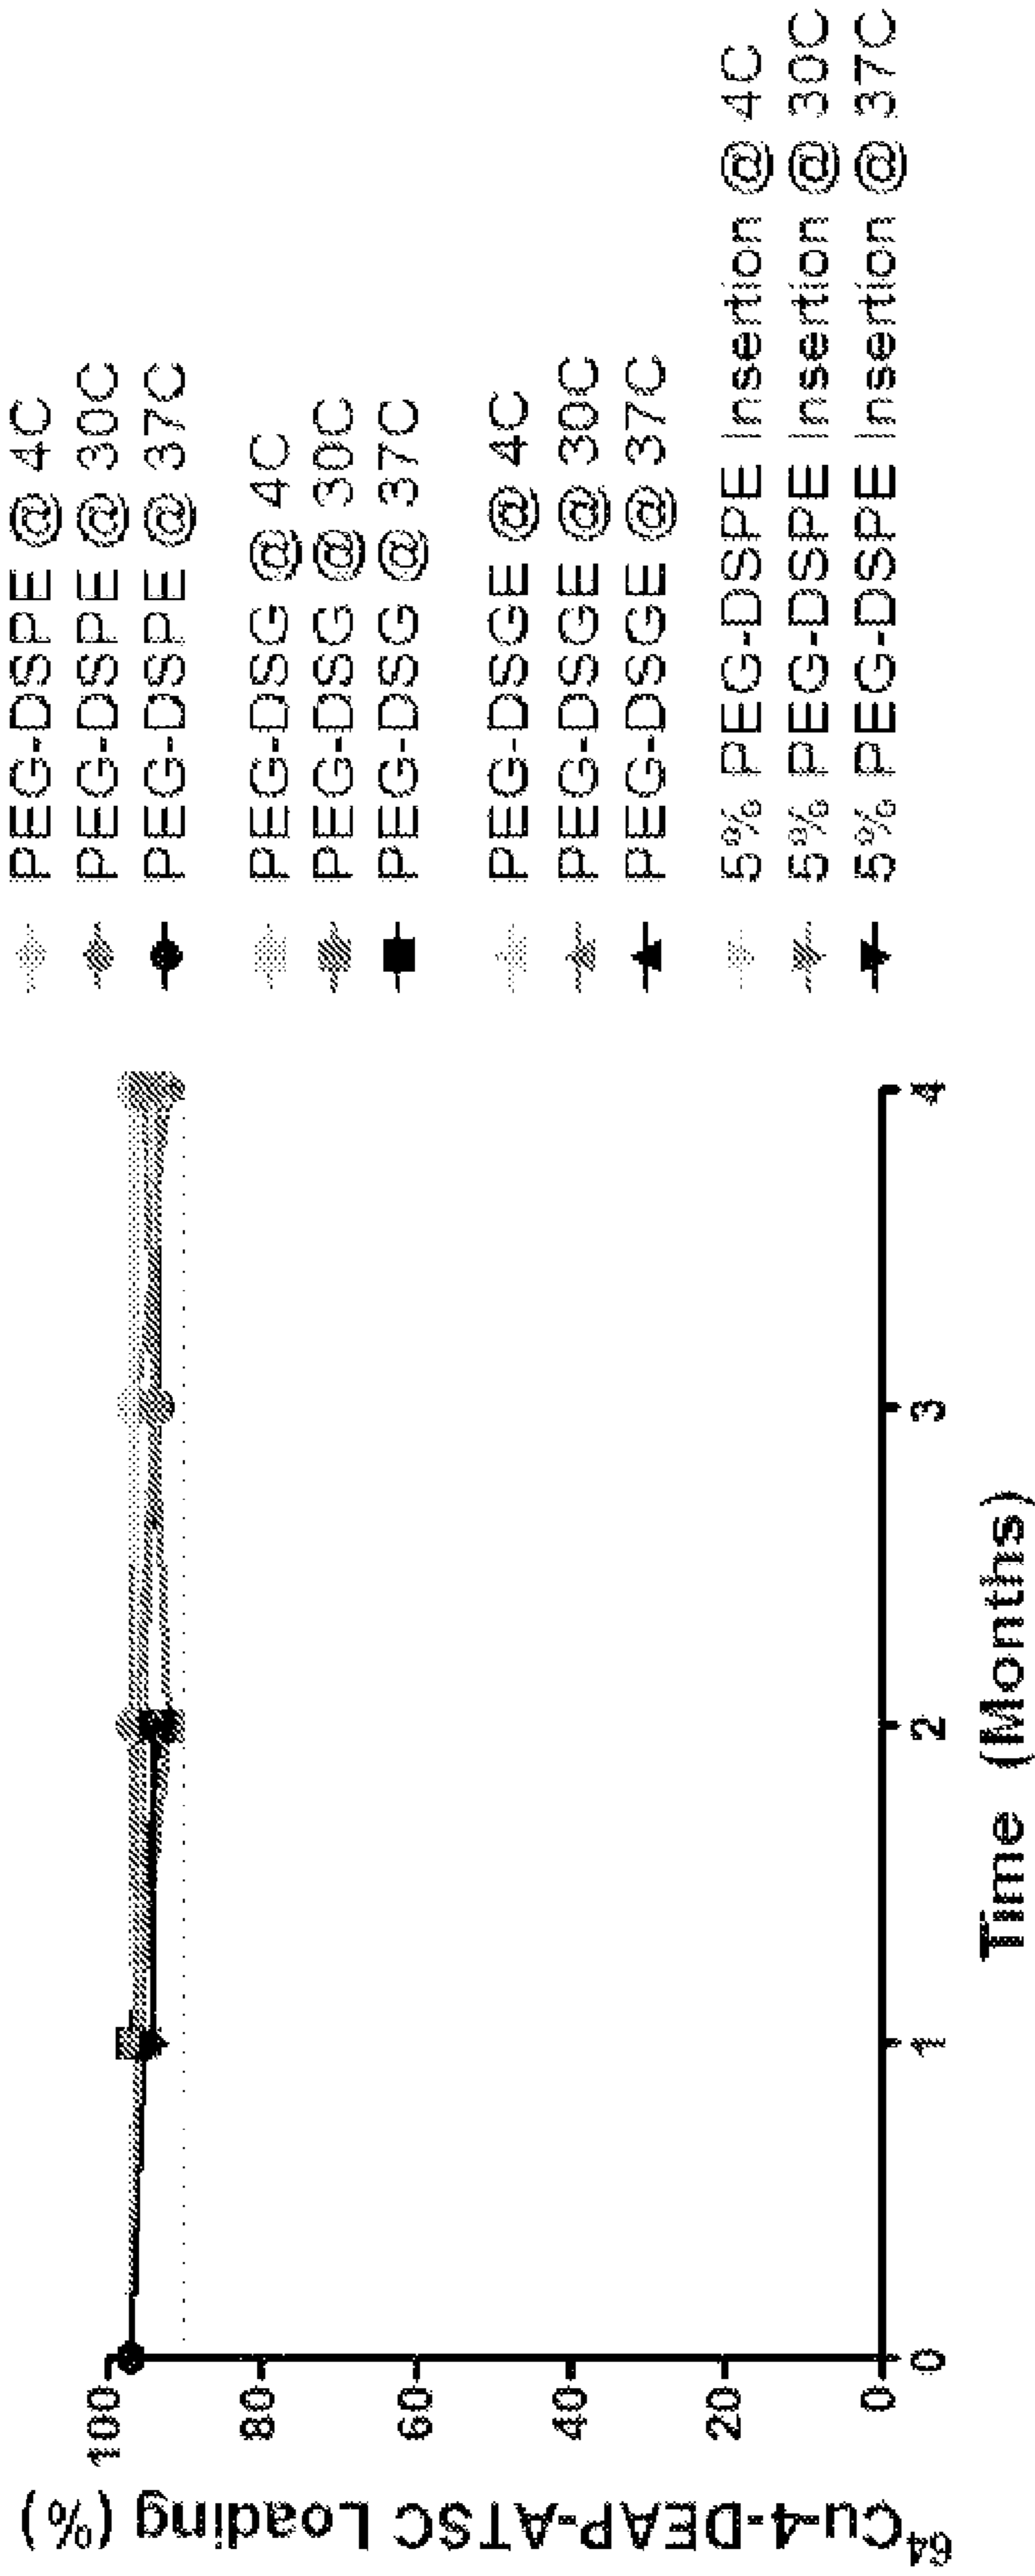 64Cu-4-DEAP-ATSC Loading (%)
100
80
60
40
20
0
0
1
2
3
4
Time (Months)
PEG-DSPE @ 4C
PEG-DSPE @ 30C
PEG-DSPE @ 37C
PEG-DSG @ 4C
PEG-DSG @ 30C
PEG-DSG @ 37C
PEG-DSGE @ 4C
PEG-DSGE @ 30C
PEG-DSGE @ 37C
5% PEG-DSPE Insertion @ 4C
5% PEG-DSPE Insertion @ 30C
5% PEG-DSPE Insertion @ 37C